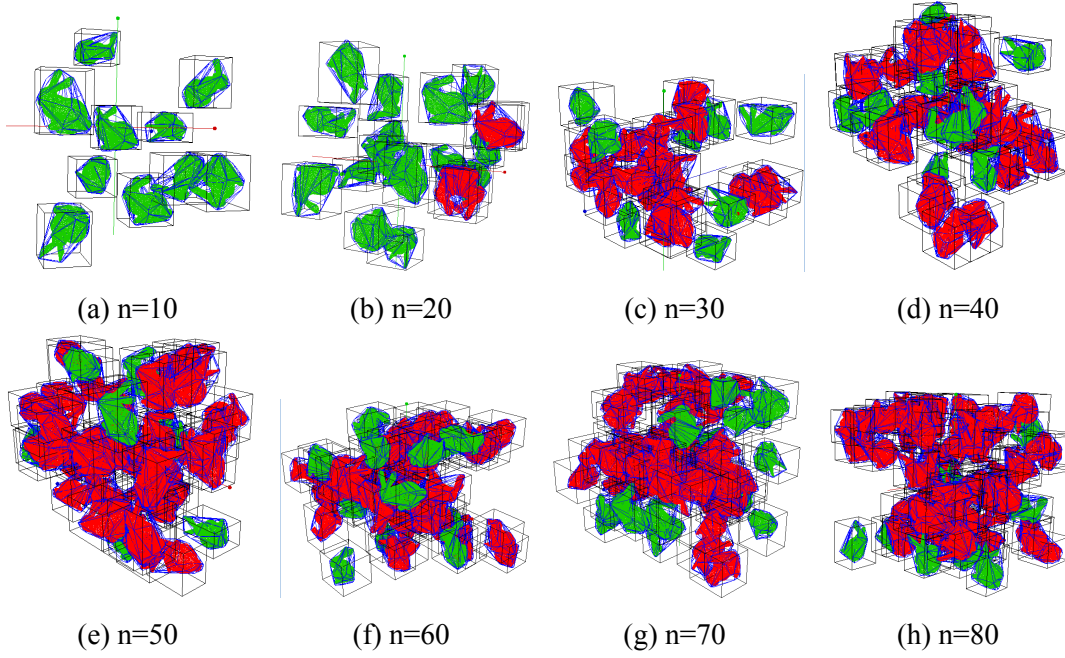 (a) n=10
(b) n=20
(c) n=30
(d) n=40
(e) n=50
(f) n=60
(g) n=70
(h) n=80